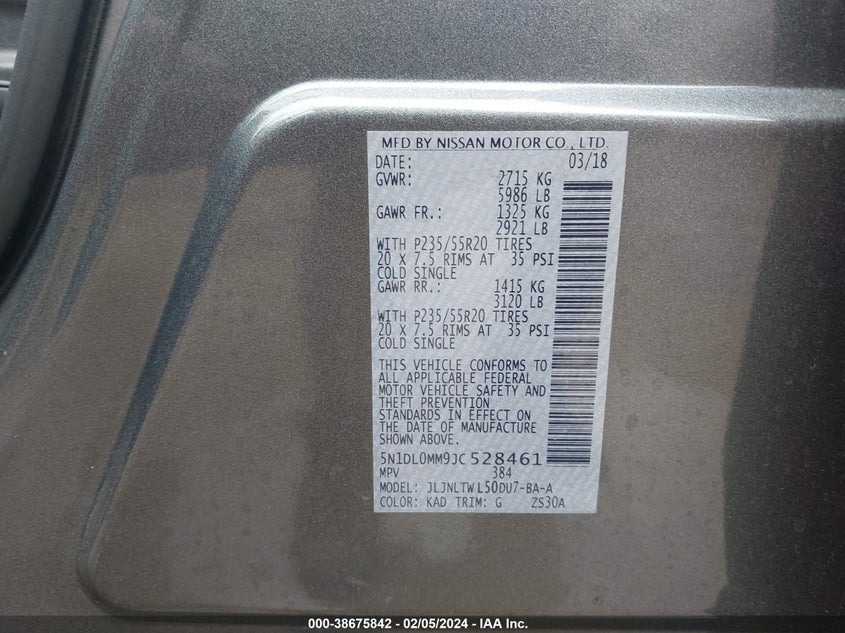 MFD BY NISSAN MOTOR CO., LTD.
DATE: 03/18
GVWR: 2715 KG
5986 LB
GAWR FR.: 1325 KG
2921 LB
WITH P235/55R20 TIRES
20 X 7.5 RIMS AT 35 PSI
COLD SINGLE
GAWR RR.: 1415 KG
3120 LB
WITH P235/55R20 TIRES
20 X 7.5 RIMS AT 35 PSI
COLD SINGLE
THIS VEHICLE CONFORMS TO
ALL APPLICABLE FEDERAL
MOTOR VEHICLE SAFETY AND
THEFT PREVENTION
STANDARDS IN EFFECT ON
THE DATE OF MANUFACTURE
SHOWN ABOVE.
5N1DL0MM9JC528461
MPV 384
MODEL: JLJNLTWL50DU7-BA-A
COLOR: KAD TRIM: G ZS30A
000-38675842 - 02/05/2024 - IAA Inc.